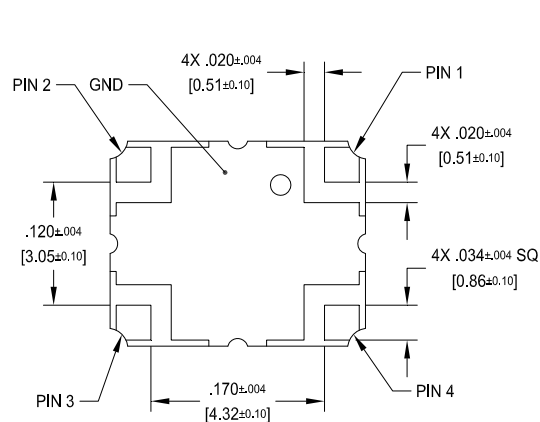 4X .020±.004
[0.51±0.10]
PIN 2
GND
PIN 1
4X .020±.004
[0.51±0.10]
.120±.004
[3.05±0.10]
4X .034±.004 SQ
[0.86±0.10]
PIN 3
.170±.004
[4.32±0.10]
PIN 4